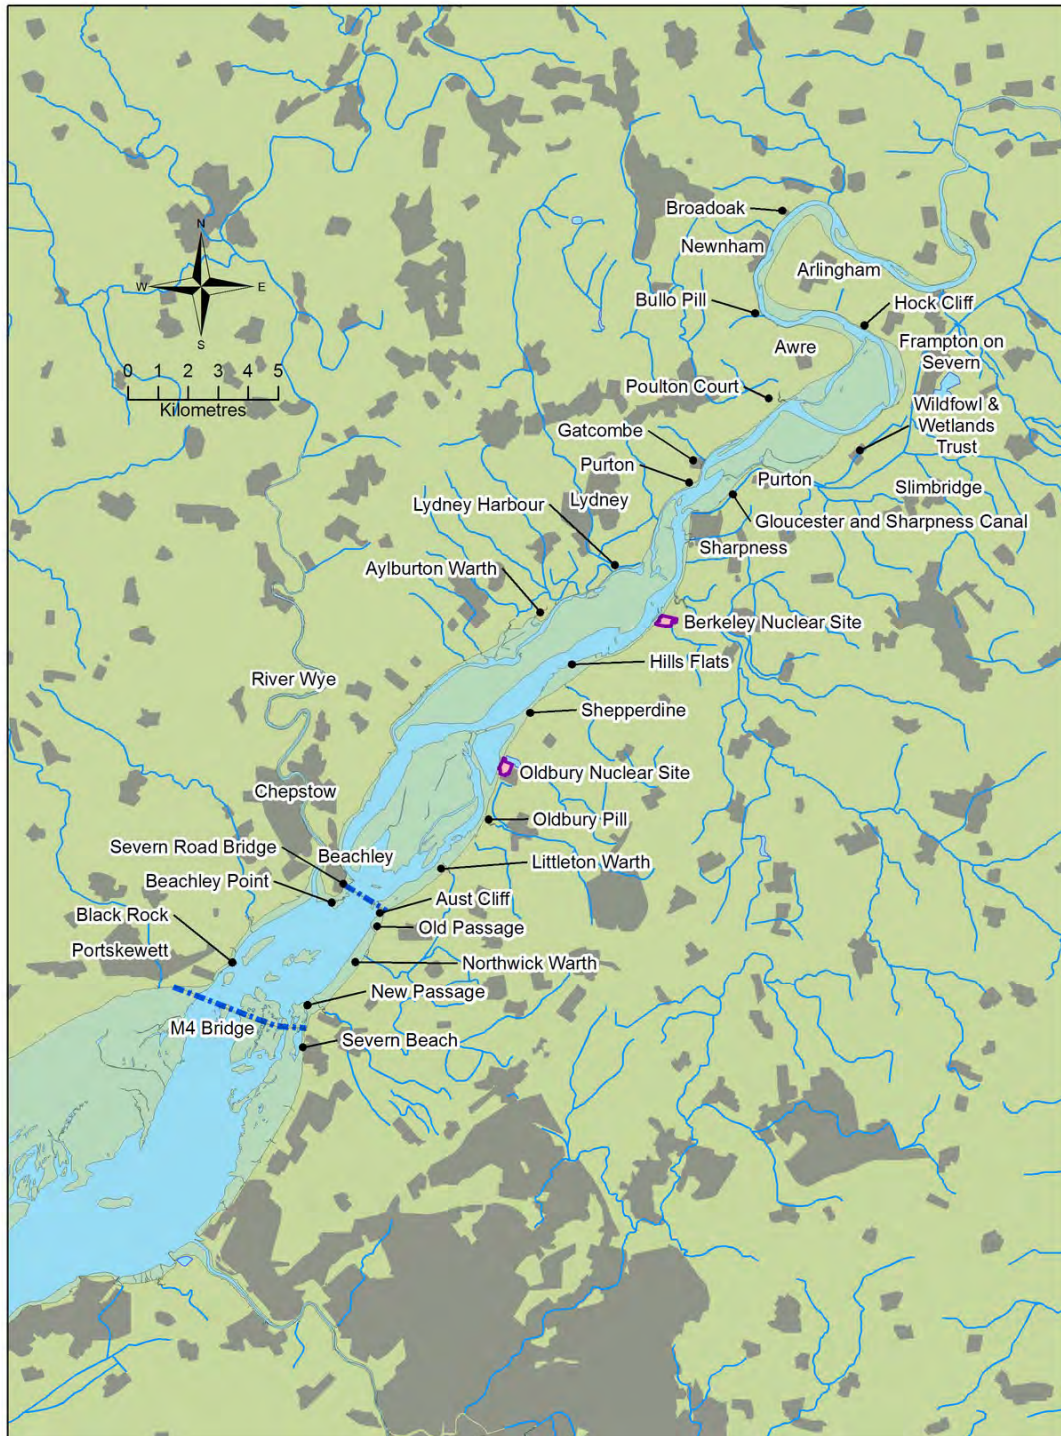 Broadoak
Newnham
Arlingham
N
W
E
S
Bullo Pill
Hock Cliff
Awre
Frampton on
Severn
0 1 2 3 4 5
Kilometres
Poulton Court
Wildfowl &
Wetlands
Trust
Gatcombe
Purton
Purton
Slimbridge
Lydney
Lydney Harbour
Gloucester and Sharpness Canal
Sharpness
Aylburton Warth
Berkeley Nuclear Site
Hills Flats
River Wye
Shepperdine
Oldbury Nuclear Site
Chepstow
Oldbury Pill
Severn Road Bridge
Beachley
Littleton Warth
Beachley Point
Aust Cliff
Black Rock
Old Passage
Portskewett
Northwick Warth
New Passage
M4 Bridge
Severn Beach